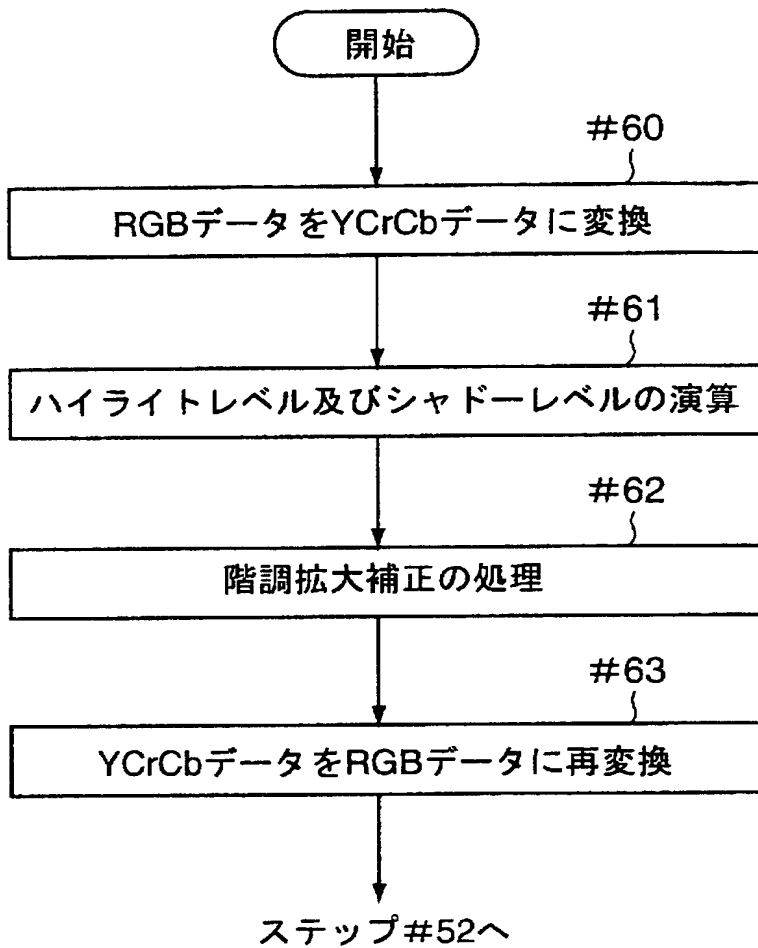 開始
#60
RGBデータをYCrCbデータに変換
#61
ハイライトレベル及びシャドーレベルの演算
#62
階調拡大補正の処理
#63
YCrCbデータをRGBデータに再変換
ステップ#52へ